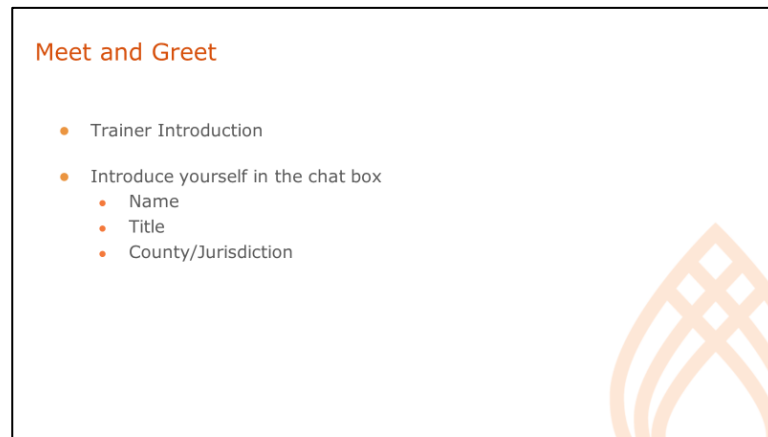 Meet and Greet
Trainer Introduction
Introduce yourself in the chat box
Name
Title
County/Jurisdiction